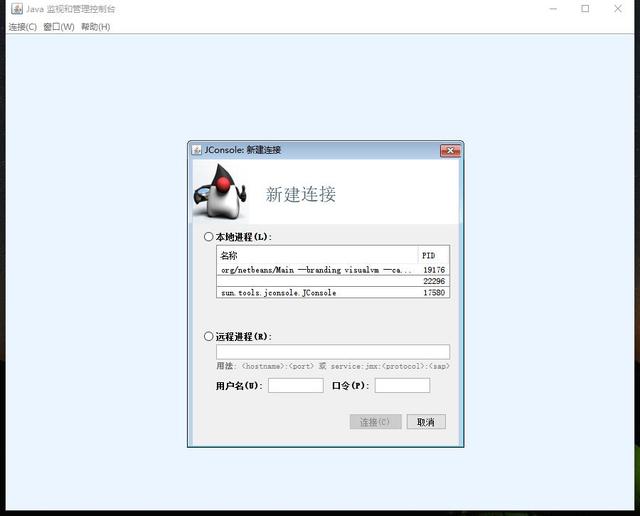 Java 监视和管理控制台
连接(C) 窗口(W) 帮助(H)
JConsole: 新建连接
新建连接
本地进程(L):
名称 PID
org/netbeans/Main --branding visualvm --ca... 19176
22296
sun.tools.jconsole.JConsole 17580
远程进程(R):
用法: <hostname>:<port> 或 service:jmx:<protocol>:<sap>
用户名(U): 口令(P):
连接(C) 取消